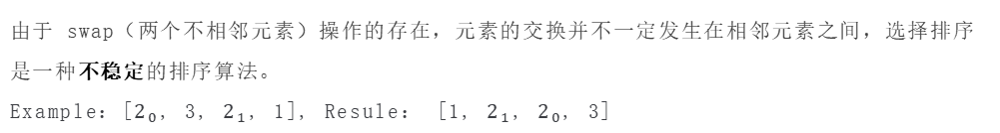 由于 swap（两个不相邻元素）操作的存在，元素的交换并不一定发生在相邻元素之间，选择排序
是一种不稳定的排序算法。
Example：[2₀, 3, 2₁, 1], Resule： [1, 2₁, 2₀, 3]